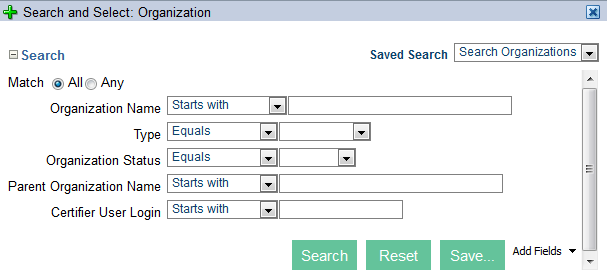 Search and Select: Organization
Search
Saved Search Search Organizations
Match All Any
Organization Name Starts with
Type Equals
Organization Status Equals
Parent Organization Name Starts with
Certifier User Login Starts with
Search Reset Save... Add Fields